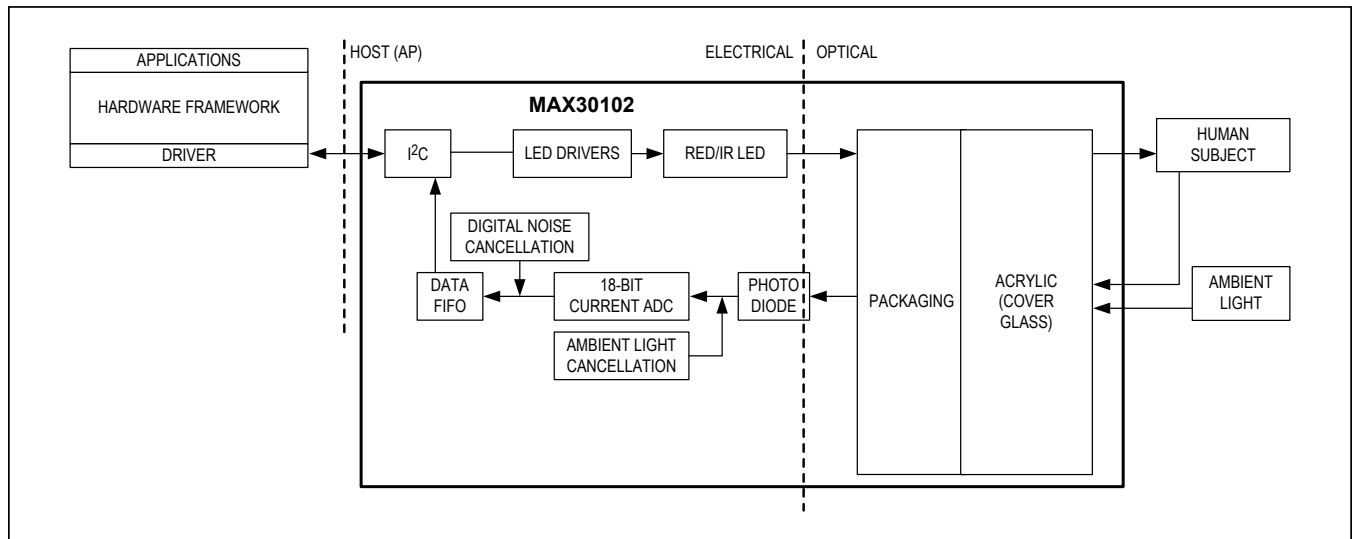 HOST (AP)
ELECTRICAL
OPTICAL
APPLICATIONS
HARDWARE FRAMEWORK
DRIVER
MAX30102
I²C
LED DRIVERS
RED/IR LED
HUMAN
SUBJECT
DIGITAL NOISE
CANCELLATION
DATA
FIFO
18-BIT
CURRENT ADC
PHOTO
DIODE
PACKAGING
ACRYLIC
(COVER
GLASS)
AMBIENT
LIGHT
AMBIENT LIGHT
CANCELLATION